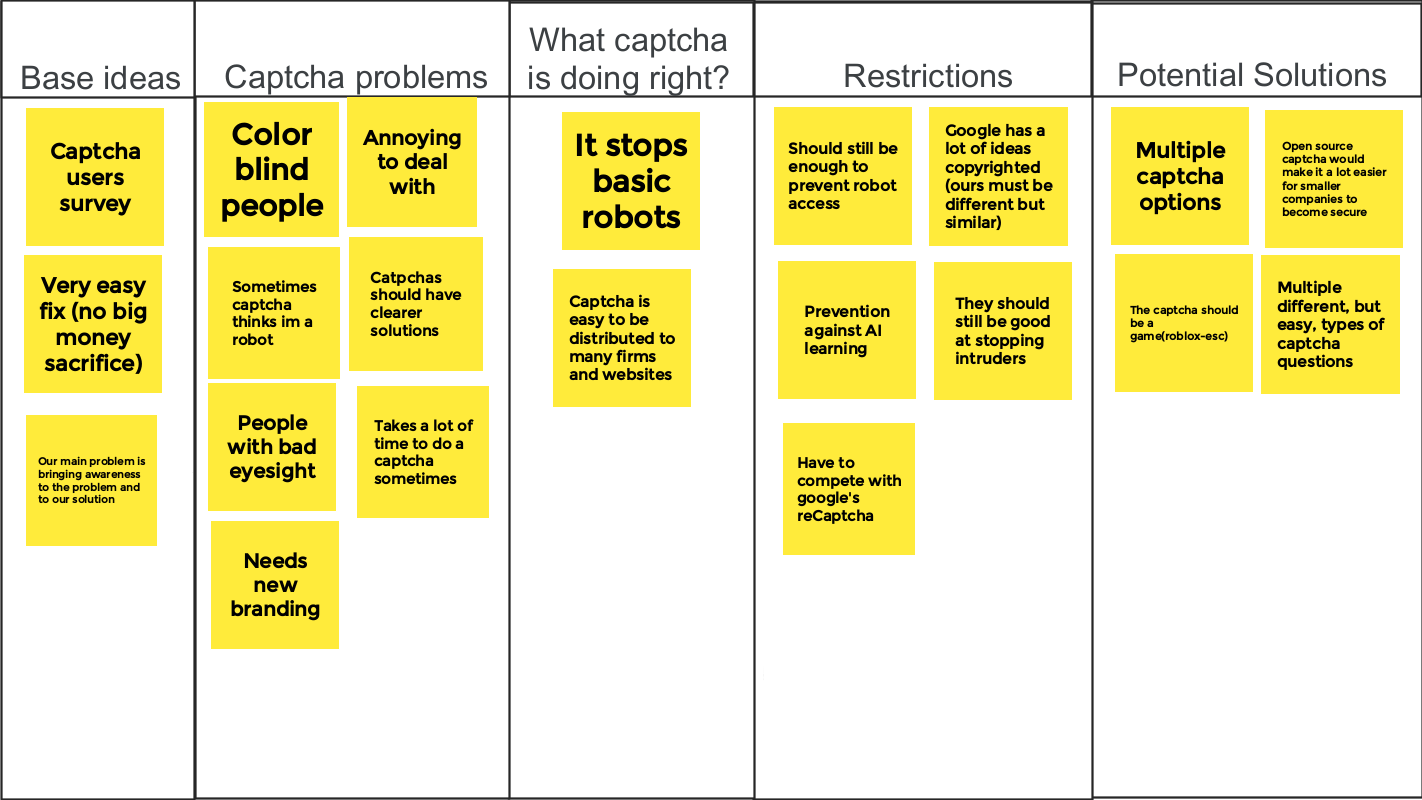 Base ideas
Captcha
users
survey
Very easy
fix (no big
money
sacrifice)
Our main problem is
bringing awareness
to the problem and
to our solution
Captcha problems
Color
blind
people
Annoying
to deal
with
Sometimes
captcha
thinks im a
robot
Catpchas
should have
clearer
solutions
People
with bad
eyesight
Takes a lot of
time to do a
captcha
sometimes
Needs
new
branding
What captcha
is doing right?
It stops
basic
robots
Captcha is
easy to be
distributed to
many firms
and websites
Restrictions
Should still be
enough to
prevent robot
access
Google has a
lot of ideas
copyrighted
(ours must be
different but
similar)
Prevention
against AI
learning
They should
still be good
at stopping
intruders
Have to
compete with
google's
reCaptcha
Potential Solutions
Multiple
captcha
options
Open source
captcha would
make it a lot easier
for smaller
companies to
become secure
The captcha should
be a
game(roblox-esc)
Multiple
different, but
easy, types of
captcha
questions